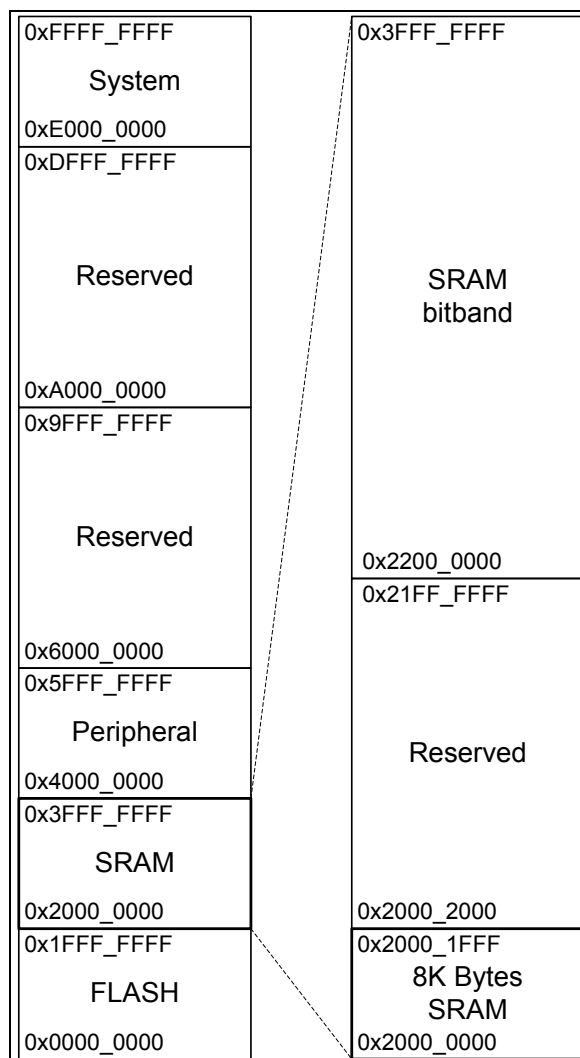 0xFFFF_FFFF
System
0xE000_0000
0xDFFF_FFFF
Reserved
0xA000_0000
0x9FFF_FFFF
Reserved
0x6000_0000
0x5FFF_FFFF
Peripheral
0x4000_0000
0x3FFF_FFFF
SRAM
0x2000_0000
0x1FFF_FFFF
FLASH
0x0000_0000
0x3FFF_FFFF
SRAM
bitband
0x2200_0000
0x21FF_FFFF
Reserved
0x2000_2000
0x2000_1FFF
8K Bytes
SRAM
0x2000_0000